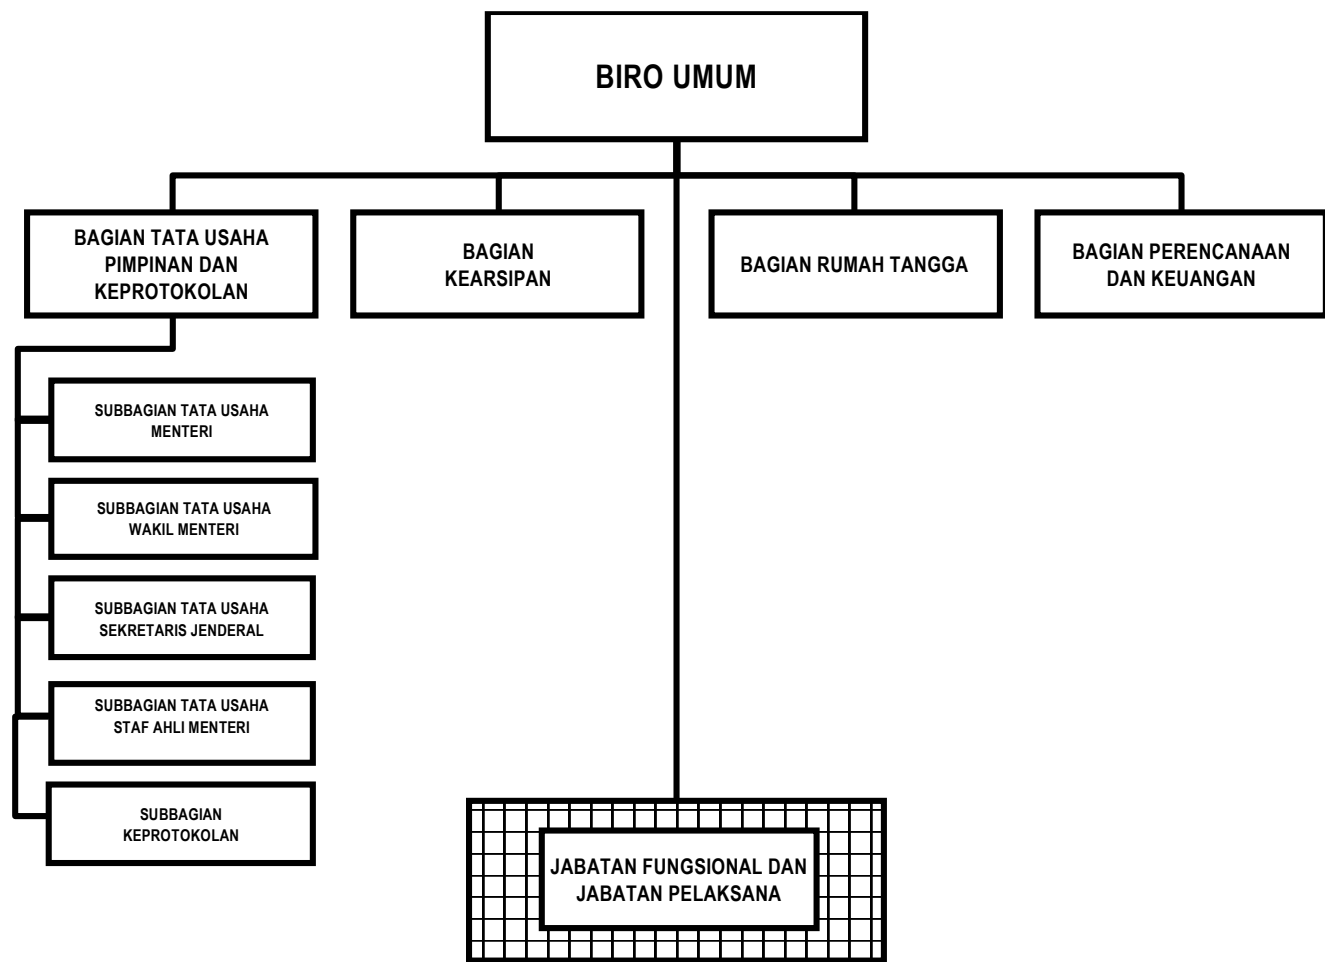 BIRO UMUM
BAGIAN TATA USAHA
PIMPINAN DAN
KEPROTOKOLAN
BAGIAN
KEARSIPAN
BAGIAN RUMAH TANGGA
BAGIAN PERENCANAAN
DAN KEUANGAN
SUBBAGIAN TATA USAHA
MENTERI
SUBBAGIAN TATA USAHA
WAKIL MENTERI
SUBBAGIAN TATA USAHA
SEKRETARIS JENDERAL
SUBBAGIAN TATA USAHA
STAF AHLI MENTERI
SUBBAGIAN
KEPROTOKOLAN
JABATAN FUNGSIONAL DAN
JABATAN PELAKSANA